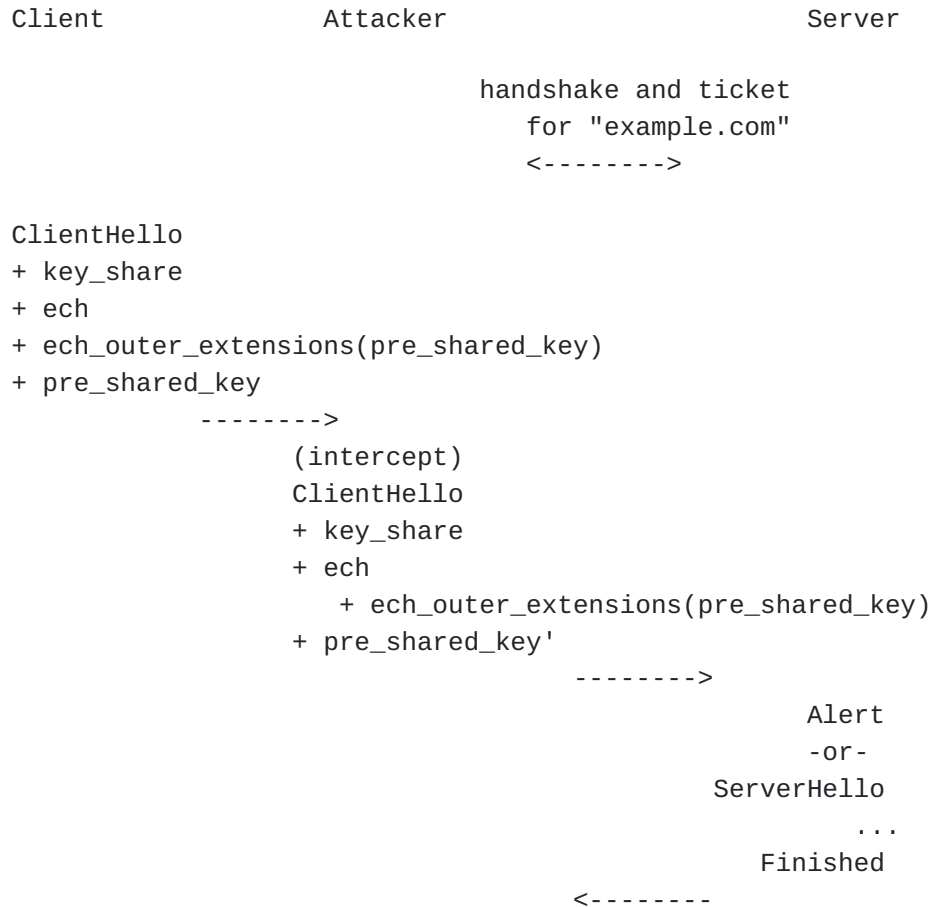 Client Attacker Server
handshake and ticket
for "example.com"
<-------->
ClientHello
+ key_share
+ ech
+ ech_outer_extensions(pre_shared_key)
+ pre_shared_key
-------->
(intercept)
ClientHello
+ key_share
+ ech
+ ech_outer_extensions(pre_shared_key)
+ pre_shared_key'
-------->
Alert
-or-
ServerHello
...
Finished
<--------